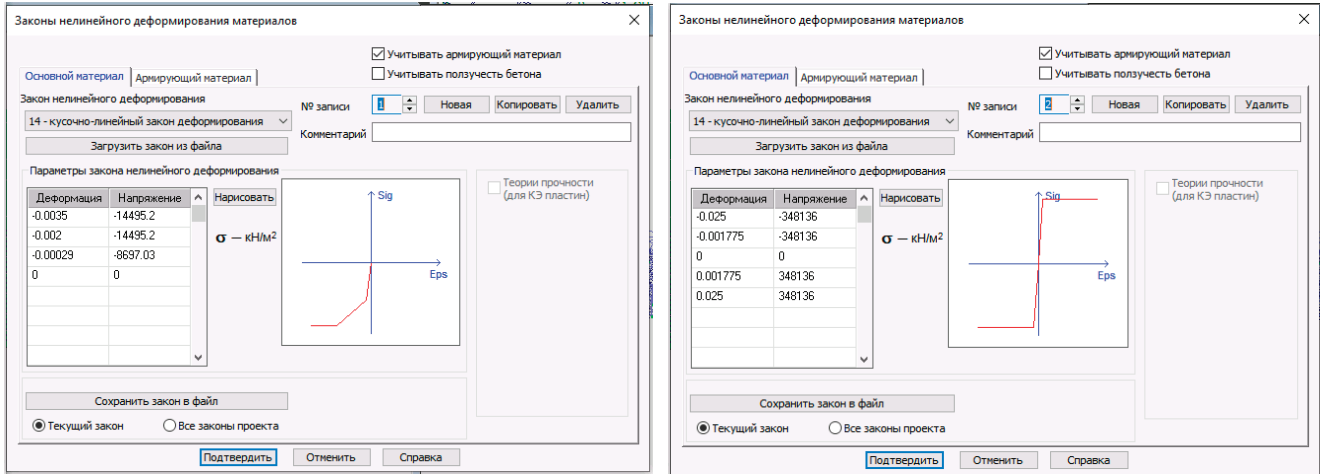 Законы нелинейного деформирования материалов
Учитывать армирующий материал
Учитывать ползучесть бетона
Основной материал
Армирующий материал
Закон нелинейного деформирования
14 - кусочно-линейный закон деформирования
Загрузить закон из файла
№ записи
1
Новая
Копировать
Удалить
Комментарий
Параметры закона нелинейного деформирования
Деформация Напряжение
-0.0035 -14495.2
-0.002 -14495.2
-0.00029 -8697.03
0 0
Нарисовать
σ — кН/м²
Sig
Eps
Теории прочности
(для КЭ пластин)
Сохранить закон в файл
Текущий закон
Все законы проекта
Подтвердить
Отменить
Справка
Законы нелинейного деформирования материалов
Учитывать армирующий материал
Учитывать ползучесть бетона
Основной материал
Армирующий материал
Закон нелинейного деформирования
14 - кусочно-линейный закон деформирования
Загрузить закон из файла
№ записи
2
Новая
Копировать
Удалить
Комментарий
Параметры закона нелинейного деформирования
Деформация Напряжение
-0.025 -348136
-0.001775 -348136
0 0
0.001775 348136
0.025 348136
Нарисовать
σ — кН/м²
Sig
Eps
Теории прочности
(для КЭ пластин)
Сохранить закон в файл
Текущий закон
Все законы проекта
Подтвердить
Отменить
Справка